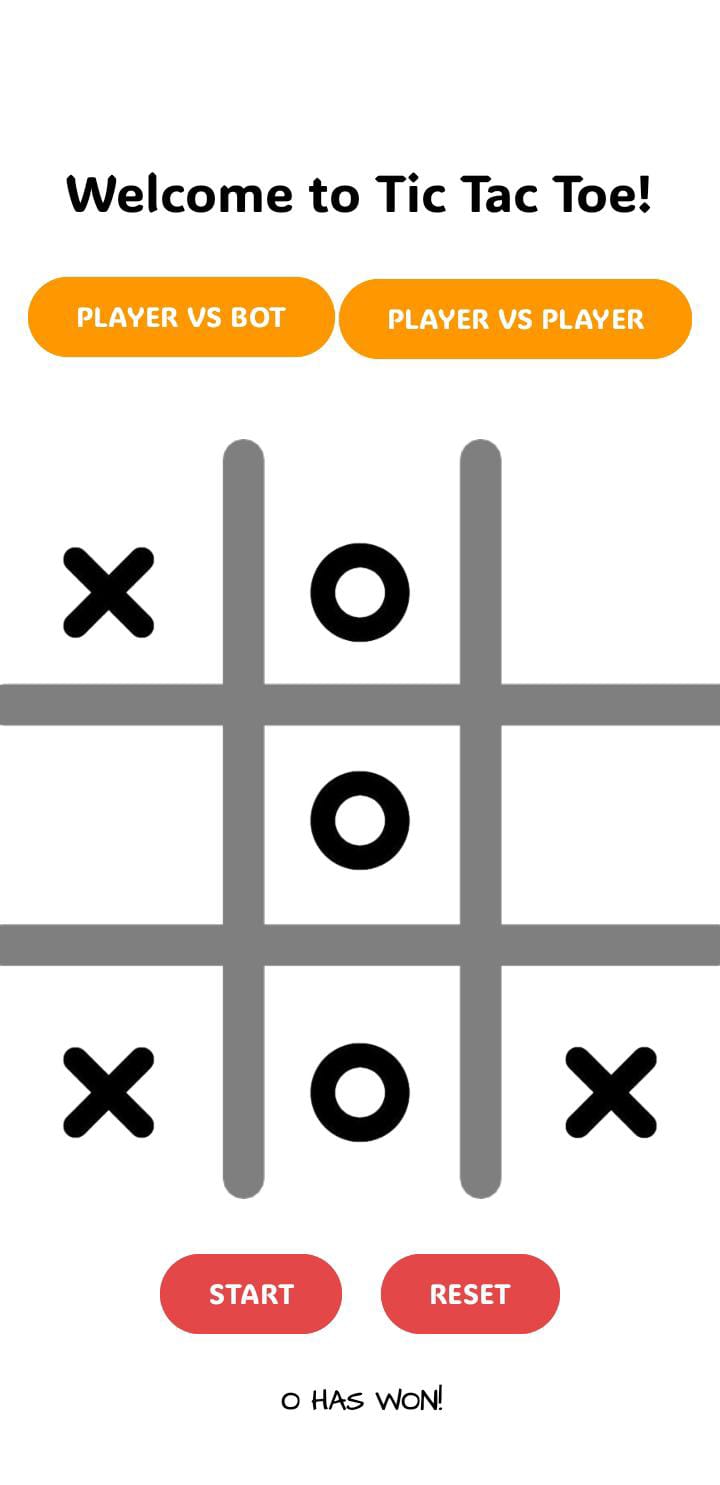 Welcome to Tic Tac Toe!
PLAYER VS BOT PLAYER VS PLAYER
X O
O
X O X
START RESET
O HAS WON!